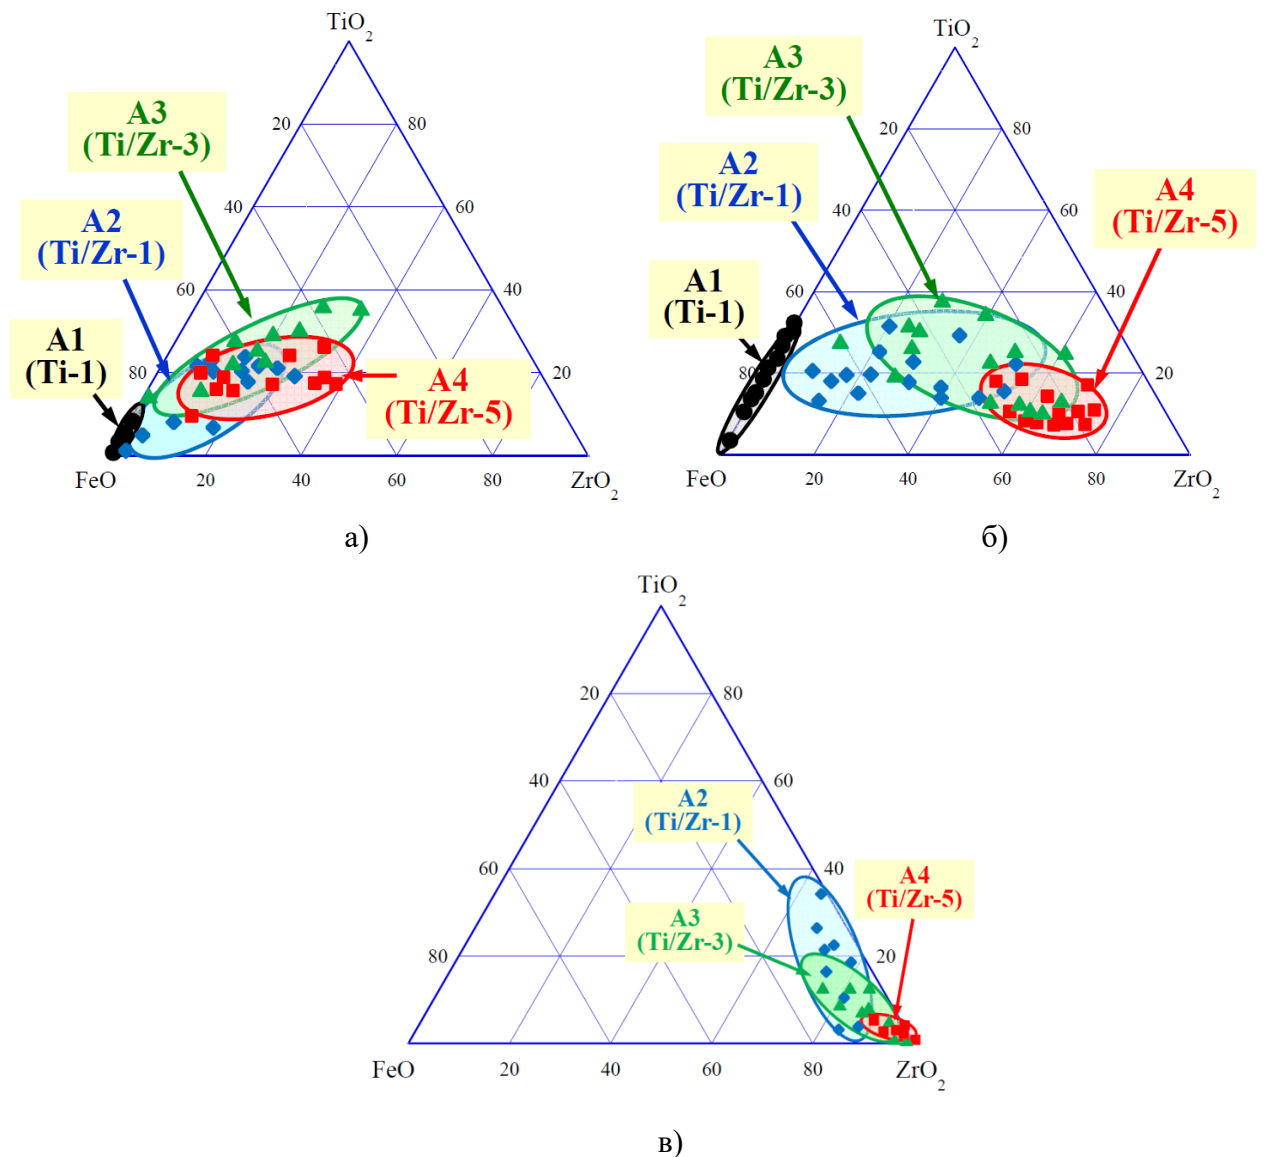 TiO2
A3
(Ti/Zr-3)
20
80
A2
(Ti/Zr-1)
40
60
A1
(Ti-1)
60
40
80
20
A4
(Ti/Zr-5)
FeO
20
40
60
80
ZrO2
а)
TiO2
A3
(Ti/Zr-3)
20
80
A2
(Ti/Zr-1)
A4
(Ti/Zr-5)
40
60
A1
(Ti-1)
60
40
80
20
FeO
20
40
60
80
ZrO2
б)
TiO2
20
80
40
60
A2
(Ti/Zr-1)
60
40
A4
(Ti/Zr-5)
A3
(Ti/Zr-3)
80
20
FeO
20
40
60
80
ZrO2
в)